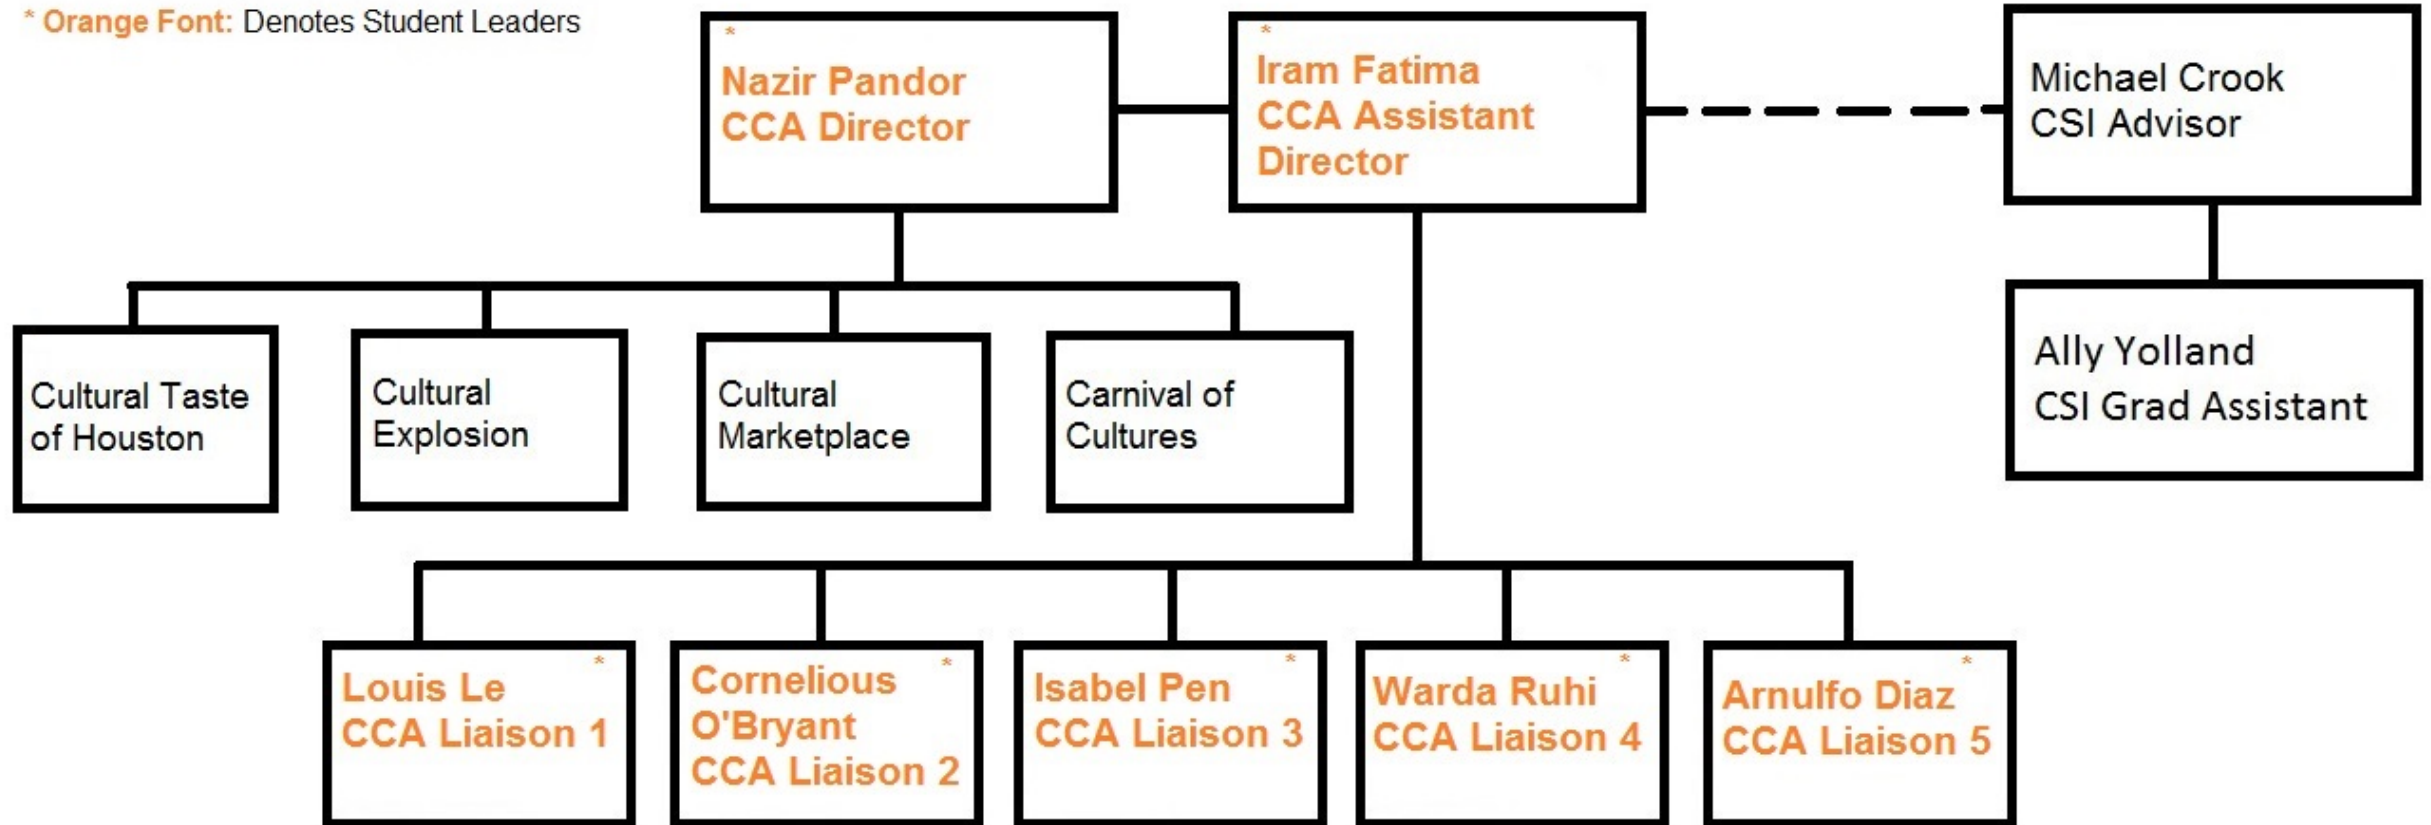 * Orange Font: Denotes Student Leaders
*
Nazir Pandor
CCA Director
*
Iram Fatima
CCA Assistant
Director
Michael Crook
CSI Advisor
Ally Yolland
CSI Grad Assistant
Cultural Taste
of Houston
Cultural
Explosion
Cultural
Marketplace
Carnival of
Cultures
*
Louis Le
CCA Liaison 1
*
Cornelious
O'Bryant
CCA Liaison 2
*
Isabel Pen
CCA Liaison 3
*
Warda Ruhi
CCA Liaison 4
*
Arnulfo Diaz
CCA Liaison 5